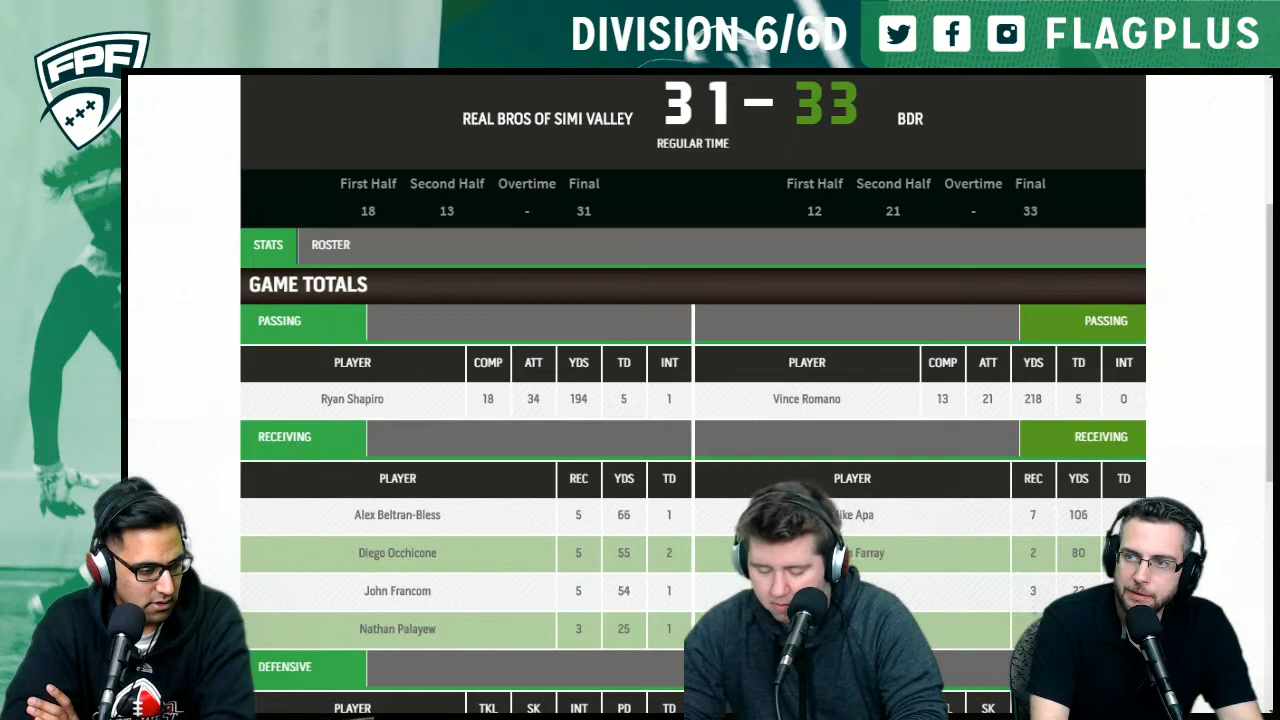 DIVISION 6/6D
FLAGPLUS
FPF
REAL BROS OF SIMI VALLEY 31 - 33 BDR
REGULAR TIME
First Half Second Half Overtime Final First Half Second Half Overtime Final
18 13 - 31 12 21 - 33
STATS ROSTER
GAME TOTALS
PASSING PASSING
PLAYER COMP ATT YDS TD INT PLAYER COMP ATT YDS TD INT
Ryan Shapiro 18 34 194 5 1 Vince Romano 13 21 218 5 0
RECEIVING RECEIVING
PLAYER REC YDS TD PLAYER REC YDS TD
Alex Beltran-Bless 5 66 1 Apa 7 106
Diego Occhicone 5 55 2 Farray 2 80
John Francom 5 54 1 3
Nathan Palayew 3 25 1
DEFENSIVE
PLAYER TKL SK INT PD TD SK